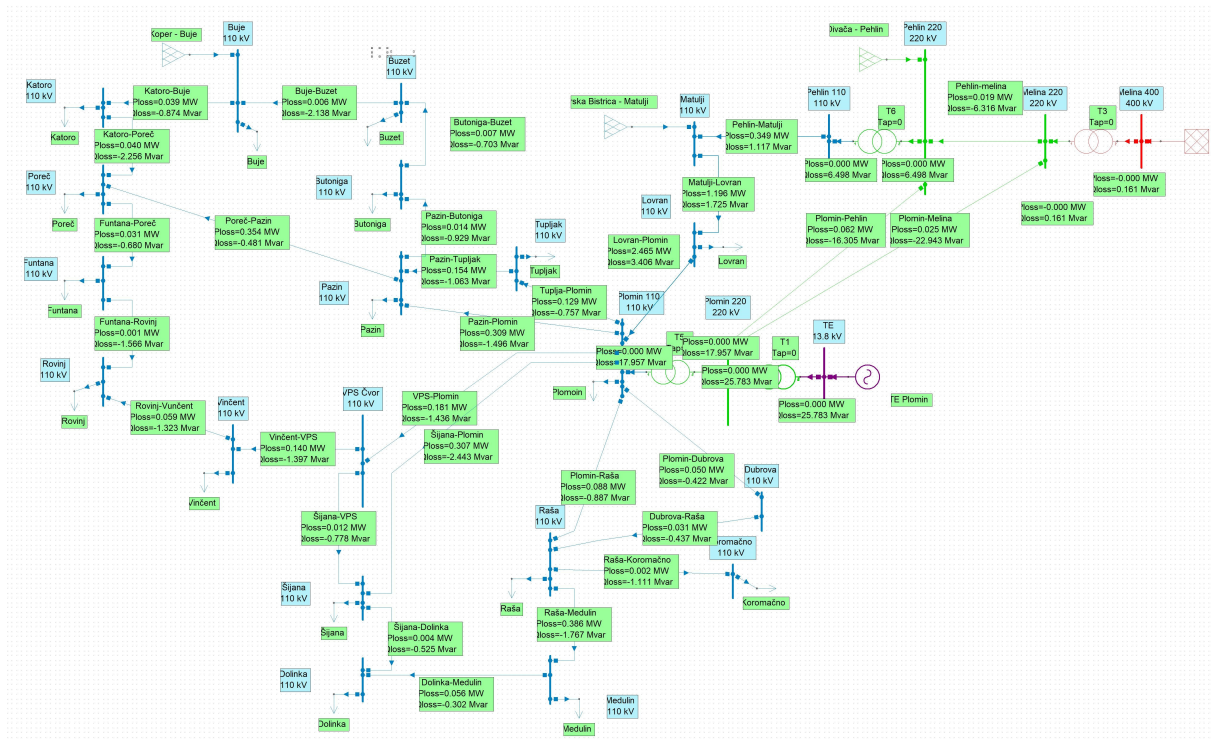 Koper - Buje
Buje
110 kV
Buzet
110 kV
Divača - Pehlin
Pehlin 220
220 kV
Katoro
110 kV
Katoro-Buje
Ploss=0.039 MW
Qloss=-0.874 Mvar
Buje-Buzet
Ploss=0.006 MW
Qloss=-2.138 Mvar
ska Bistrica - Matulji
Matulji
110 kV
Pehlin 110
110 kV
T6
Tap=0
Pehlin-melina
Ploss=0.019 MW
Qloss=-6.316 Mvar
Melina 220
220 kV
T3
Tap=0
Melina 400
400 kV
Katoro
Buje
Buzet
Katoro-Poreč
Ploss=0.040 MW
Qloss=-2.256 Mvar
Butoniga-Buzet
Ploss=0.007 MW
Qloss=-0.703 Mvar
Pehlin-Matulji
Ploss=0.349 MW
Qloss=1.117 Mvar
Ploss=0.000 MW
Qloss=6.498 Mvar
Ploss=0.000 MW
Qloss=6.498 Mvar
Ploss=-0.000 MW
Qloss=0.161 Mvar
Poreč
110 kV
Butoniga
110 kV
Matulji-Lovran
Ploss=1.196 MW
Qloss=1.725 Mvar
Ploss=-0.000 MW
Qloss=0.161 Mvar
Poreč
Funtana-Poreč
Ploss=0.031 MW
Qloss=-0.680 Mvar
Poreč-Pazin
Ploss=0.354 MW
Qloss=-0.481 Mvar
Butoniga
Pazin-Butoniga
Ploss=0.014 MW
Qloss=-0.929 Mvar
Tupljak
110 kV
Lovran
110 kV
Lovran-Plomin
Ploss=2.465 MW
Qloss=3.406 Mvar
Lovran
Plomin-Pehlin
Ploss=0.062 MW
Qloss=-16.305 Mvar
Plomin-Melina
Ploss=0.025 MW
Qloss=-22.943 Mvar
Funtana
110 kV
Pazin-Tupljak
Ploss=0.154 MW
Qloss=-1.063 Mvar
Tupljak
Pazin
110 kV
Tuplja-Plomin
Ploss=0.129 MW
Qloss=-0.757 Mvar
Plomin 110
110 kV
Plomin 220
220 kV
Funtana
Funtana-Rovinj
Ploss=0.001 MW
Qloss=-1.566 Mvar
Pazin
Pazin-Plomin
Ploss=0.309 MW
Qloss=-1.496 Mvar
TE
13.8 kV
Ploss=0.000 MW
Qloss=17.957 Mvar
T5
Ploss=0.000 MW
Qloss=17.957 Mvar
T1
Tap=0
Rovinj
110 kV
Ploss=0.000 MW
Qloss=25.783 Mvar
Plomoin
Ploss=0.000 MW
Qloss=25.783 Mvar
TE Plomin
Rovinj
Rovinj-Vunčent
Ploss=0.059 MW
Qloss=-1.323 Mvar
Vinčent
110 kV
VPS Čvor
110 kV
VPS-Plomin
Ploss=0.181 MW
Qloss=-1.436 Mvar
Vinčent-VPS
Ploss=0.140 MW
Qloss=-1.397 Mvar
Šijana-Plomin
Ploss=0.307 MW
Qloss=-2.443 Mvar
Plomin-Dubrova
Ploss=0.050 MW
Qloss=-0.422 Mvar
Dubrova
110 kV
Vinčent
Plomin-Raša
Ploss=0.088 MW
Qloss=-0.887 Mvar
Šijana-VPS
Ploss=0.012 MW
Qloss=-0.778 Mvar
Raša
110 kV
Dubrova-Raša
Ploss=0.031 MW
Qloss=-0.437 Mvar
oromačno
110 kV
Raša-Koromačno
Ploss=0.002 MW
Qloss=-1.111 Mvar
Šijana
110 kV
Raša
Koromačno
Šijana
Šijana-Dolinka
Ploss=0.004 MW
Qloss=-0.525 Mvar
Raša-Medulin
Ploss=0.386 MW
Qloss=-1.767 Mvar
Dolinka
110 kV
Dolinka-Medulin
Ploss=0.056 MW
Qloss=-0.302 Mvar
Medulin
110 kV
Dolinka
Medulin